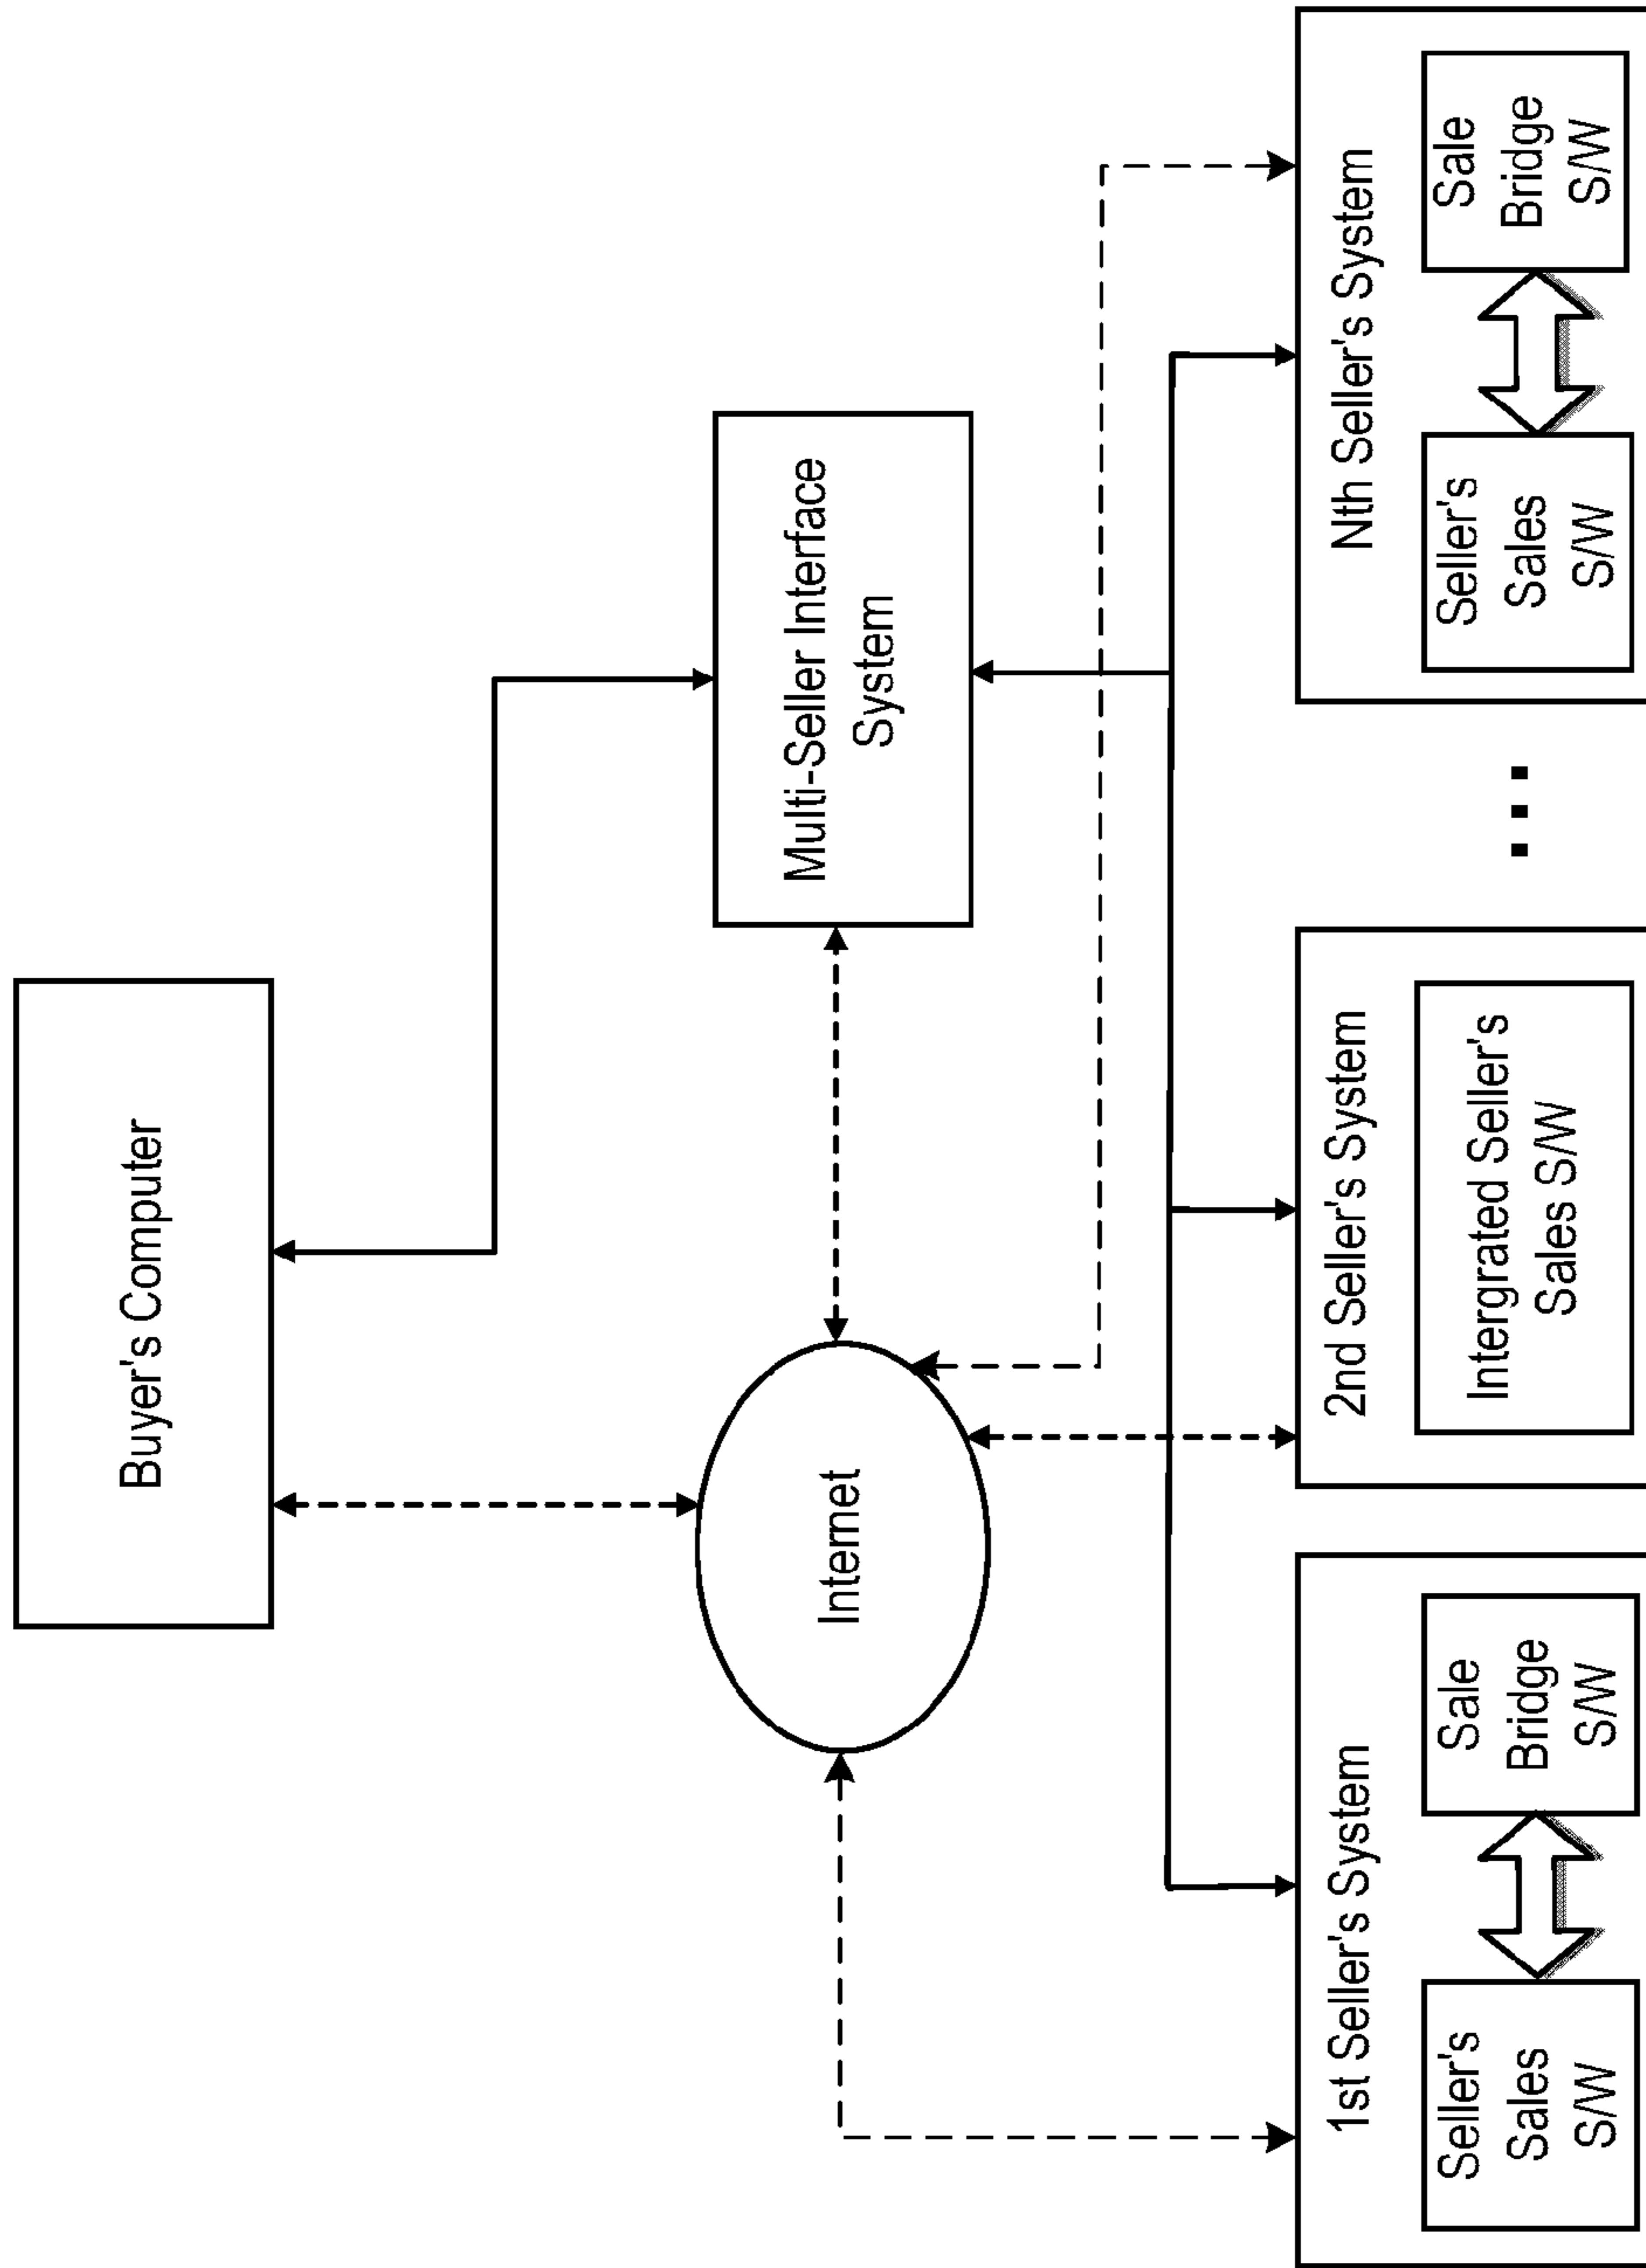 Buyer's Computer
Internet
Multi-Seller Interface
System
1st Seller's System
Seller's
Sales
S/W
Sale
Bridge
S/W
2nd Seller's System
Intergrated Seller's
Sales S/W
...
Nth Seller's System
Seller's
Sales
S/W
Sale
Bridge
S/W